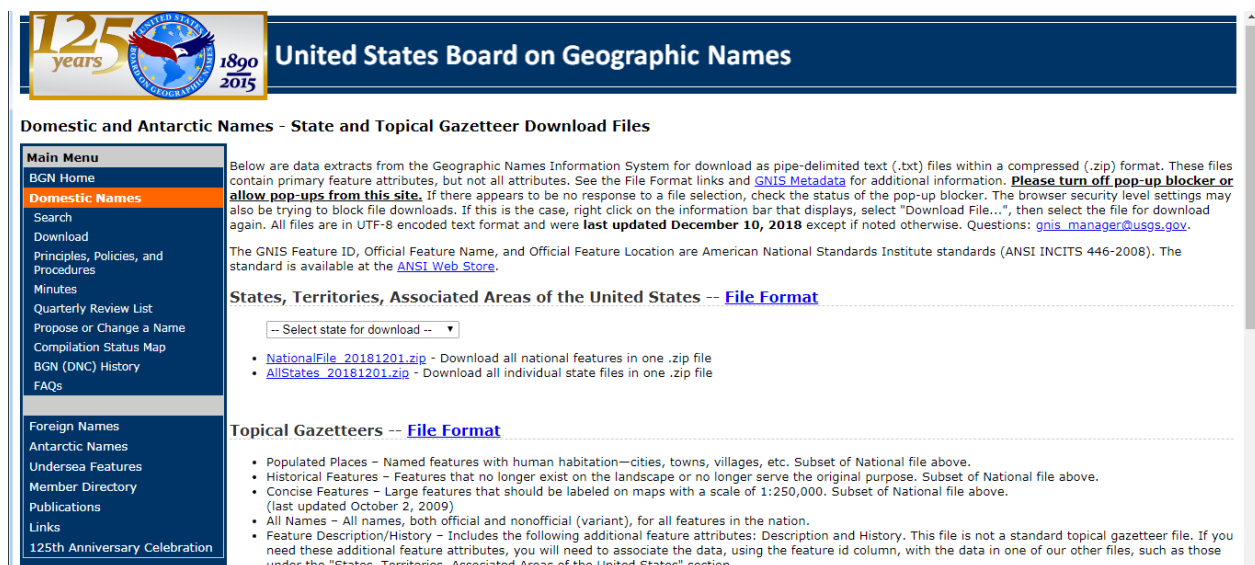 125
years
UNITED STATES
BOARD ON GEOGRAPHIC NAMES
1890
2015
United States Board on Geographic Names
Domestic and Antarctic Names - State and Topical Gazetteer Download Files
Main Menu
BGN Home
Domestic Names
Search
Download
Principles, Policies, and
Procedures
Minutes
Quarterly Review List
Propose or Change a Name
Compilation Status Map
BGN (DNC) History
FAQs
Foreign Names
Antarctic Names
Undersea Features
Member Directory
Publications
Links
125th Anniversary Celebration
Below are data extracts from the Geographic Names Information System for download as pipe-delimited text (.txt) files within a compressed (.zip) format. These files
contain primary feature attributes, but not all attributes. See the File Format links and GNIS Metadata for additional information. Please turn off pop-up blocker or
allow pop-ups from this site. If there appears to be no response to a file selection, check the status of the pop-up blocker. The browser security level settings may
also be trying to block file downloads. If this is the case, right click on the information bar that displays, select "Download File...", then select the file for download
again. All files are in UTF-8 encoded text format and were last updated December 10, 2018 except if noted otherwise. Questions: gnis_manager@usgs.gov.
The GNIS Feature ID, Official Feature Name, and Official Feature Location are American National Standards Institute standards (ANSI INCITS 446-2008). The
standard is available at the ANSI Web Store.
States, Territories, Associated Areas of the United States -- File Format
-- Select state for download --
• NationalFile_20181201.zip - Download all national features in one .zip file
• AllStates_20181201.zip - Download all individual state files in one .zip file
Topical Gazetteers -- File Format
• Populated Places – Named features with human habitation—cities, towns, villages, etc. Subset of National file above.
• Historical Features – Features that no longer exist on the landscape or no longer serve the original purpose. Subset of National file above.
• Concise Features – Large features that should be labeled on maps with a scale of 1:250,000. Subset of National file above.
(last updated October 2, 2009)
• All Names – All names, both official and nonofficial (variant), for all features in the nation.
• Feature Description/History – Includes the following additional feature attributes: Description and History. This file is not a standard topical gazetteer file. If you
need these additional feature attributes, you will need to associate the data, using the feature id column, with the data in one of our other files, such as those
under the "States, Territories, Associated Areas of the United States" section.